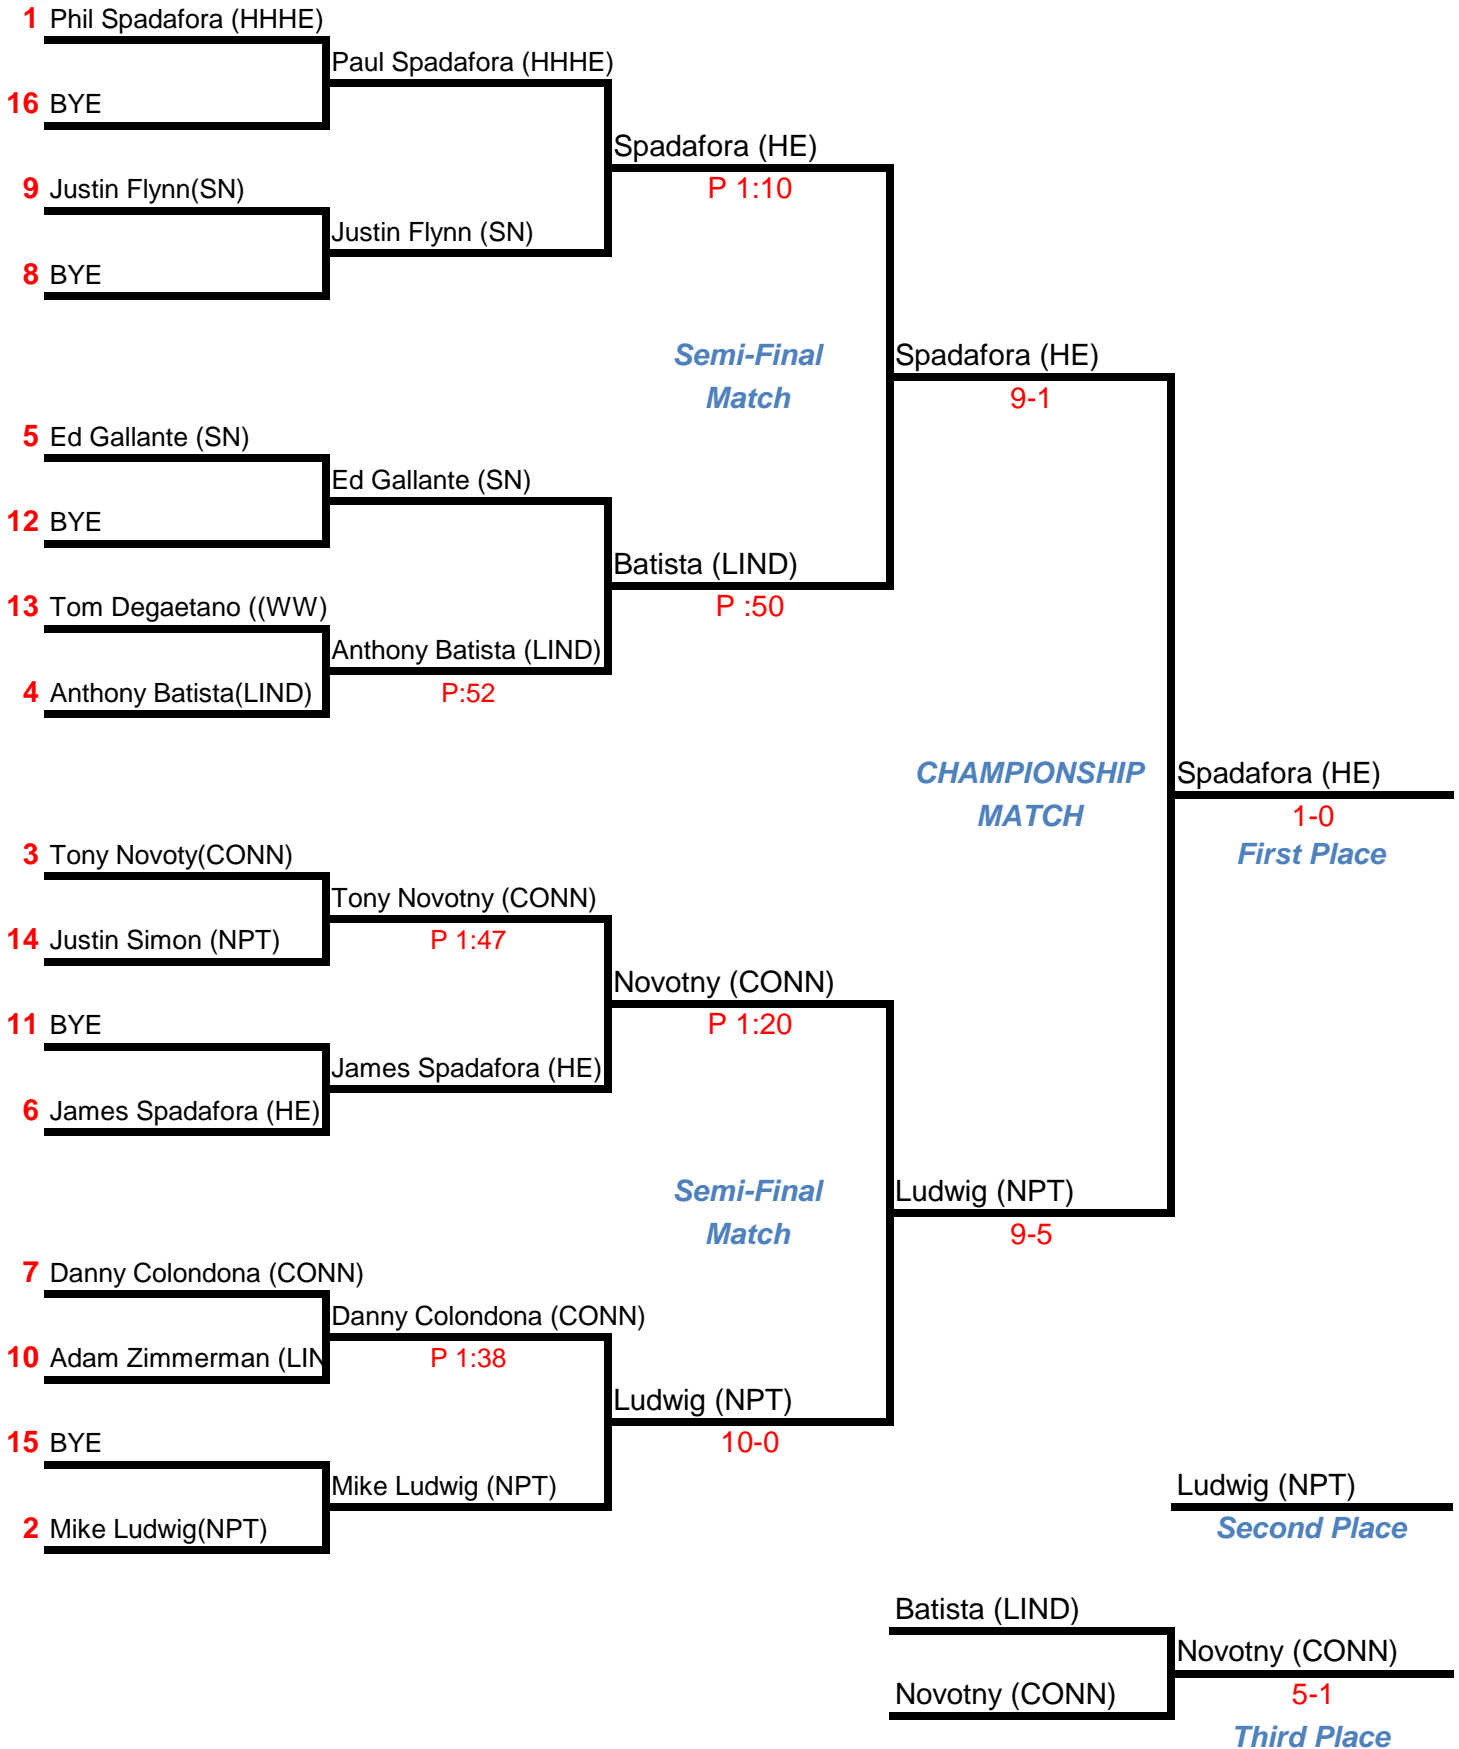 1 Phil Spadafora (HHHE)
Paul Spadafora (HHHE)
16 BYE
Spadafora (HE)
P 1:10
9 Justin Flynn(SN)
Justin Flynn (SN)
8 BYE
Semi-Final
Match
Spadafora (HE)
9-1
5 Ed Gallante (SN)
Ed Gallante (SN)
12 BYE
Batista (LIND)
P :50
13 Tom Degaetano ((WW)
Anthony Batista (LIND)
P:52
4 Anthony Batista(LIND)
CHAMPIONSHIP
MATCH
Spadafora (HE)
1-0
First Place
3 Tony Novoty(CONN)
Tony Novotny (CONN)
P 1:47
14 Justin Simon (NPT)
Novotny (CONN)
P 1:20
11 BYE
James Spadafora (HE)
6 James Spadafora (HE)
Semi-Final
Match
Ludwig (NPT)
9-5
7 Danny Colondona (CONN)
Danny Colondona (CONN)
P 1:38
10 Adam Zimmerman (LIN
Ludwig (NPT)
10-0
15 BYE
Mike Ludwig (NPT)
2 Mike Ludwig(NPT)
Ludwig (NPT)
Second Place
Batista (LIND)
Novotny (CONN)
5-1
Novotny (CONN)
Third Place